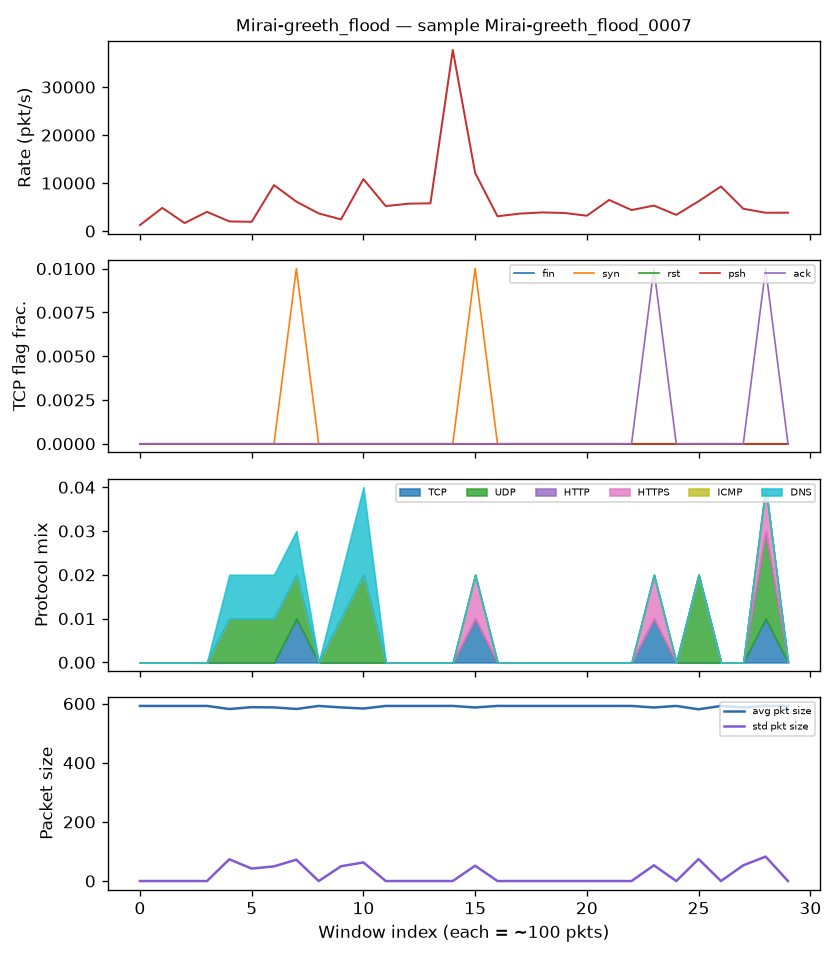 Mirai-greeth_flood — sample Mirai-greeth_flood_0007
Rate (pkt/s)
30000
20000
10000
0
TCP flag frac.
0.0100
0.0075
0.0050
0.0025
0.0000
fin syn rst psh ack
Protocol mix
0.04
0.03
0.02
0.01
0.00
TCP UDP HTTP HTTPS ICMP DNS
Packet size
600
400
200
0
avg pkt size
std pkt size
0 5 10 15 20 25 30
Window index (each = ~100 pkts)